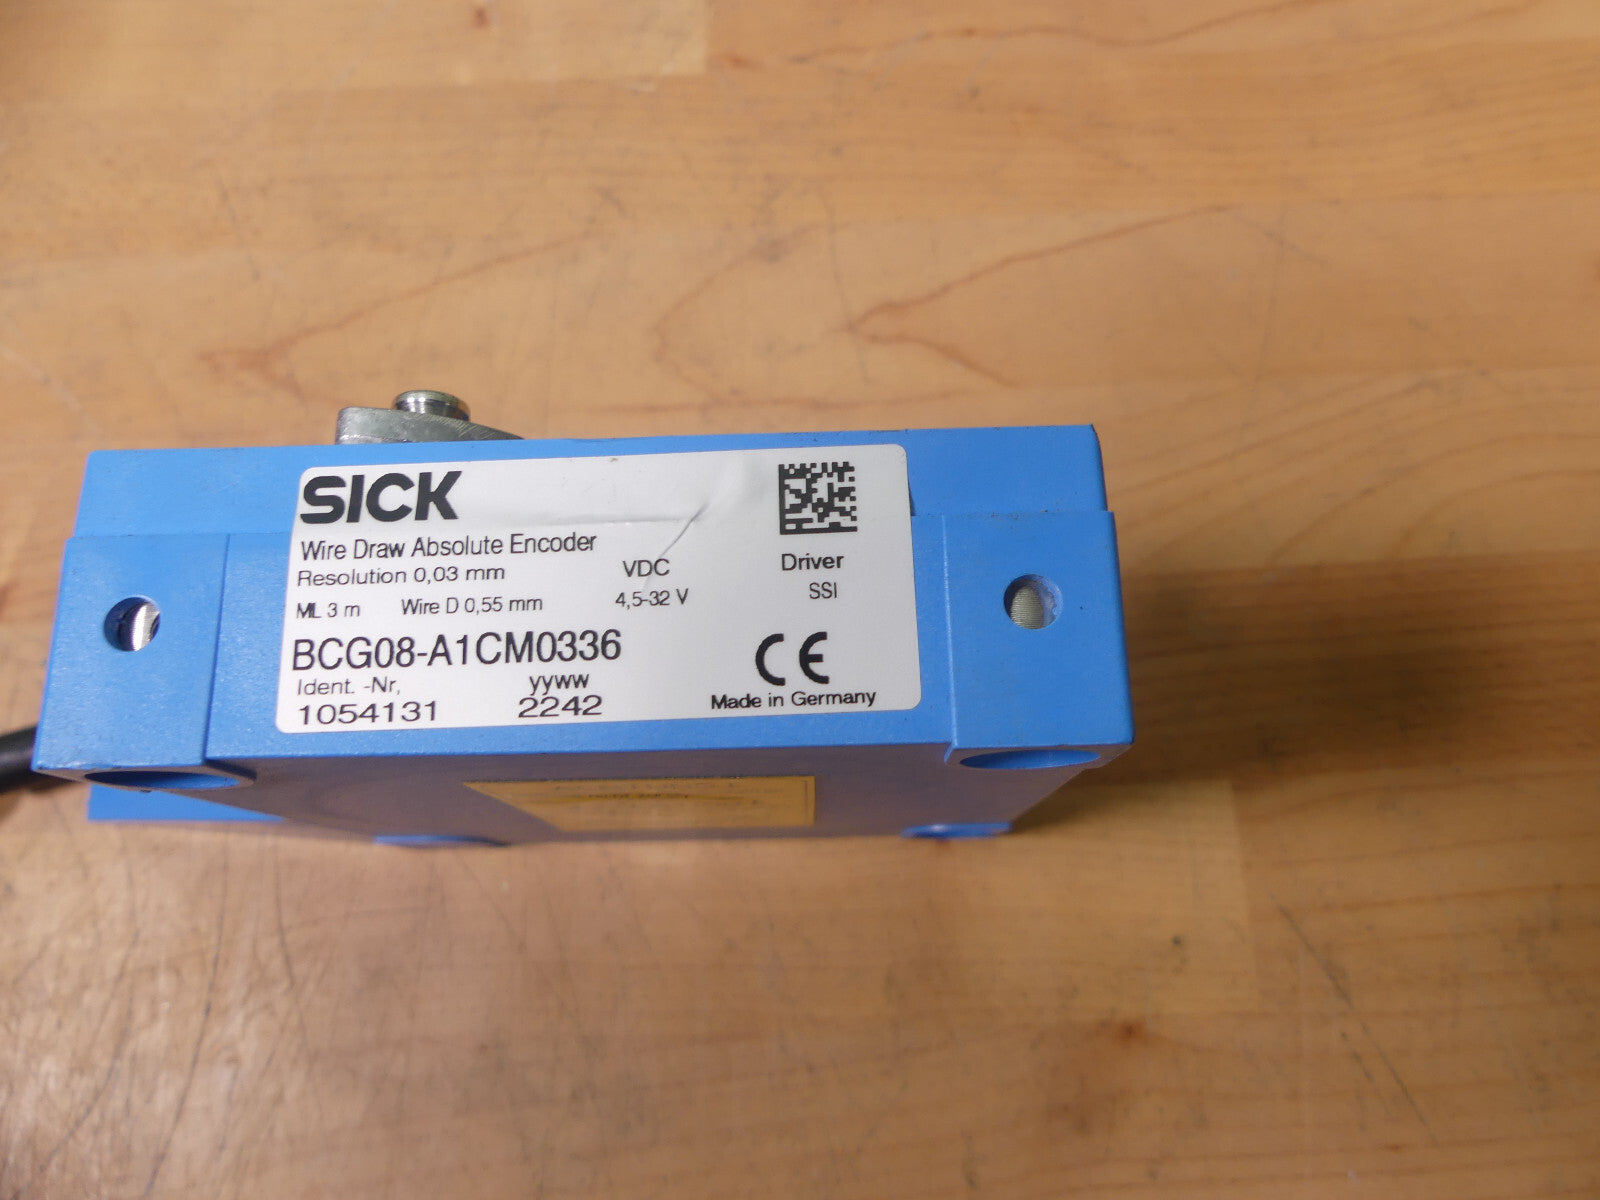 SICK
Wire Draw Absolute Encoder
Resolution 0,03 mm VDC Driver
ML 3 m Wire D 0,55 mm 4,5-32 V SSI
BCG08-A1CM0336
Ident. -Nr, yyww
1054131 2242
CE
Made in Germany